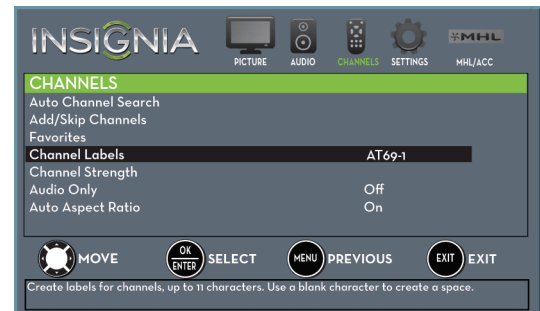 INSIGNIA
PICTURE AUDIO CHANNELS SETTINGS MHL MHL/ACC
CHANNELS
Auto Channel Search
Add/Skip Channels
Favorites
Channel Labels AT69-1
Channel Strength
Audio Only Off
Auto Aspect Ratio On
MOVE OK ENTER SELECT MENU PREVIOUS EXIT EXIT
Create labels for channels, up to 11 characters. Use a blank character to create a space.